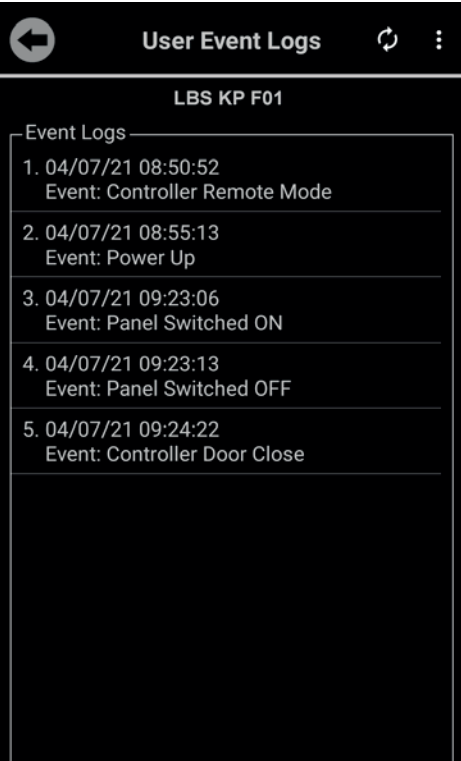 User Event Logs
LBS KP F01
Event Logs
1. 04/07/21 08:50:52
Event: Controller Remote Mode
2. 04/07/21 08:55:13
Event: Power Up
3. 04/07/21 09:23:06
Event: Panel Switched ON
4. 04/07/21 09:23:13
Event: Panel Switched OFF
5. 04/07/21 09:24:22
Event: Controller Door Close